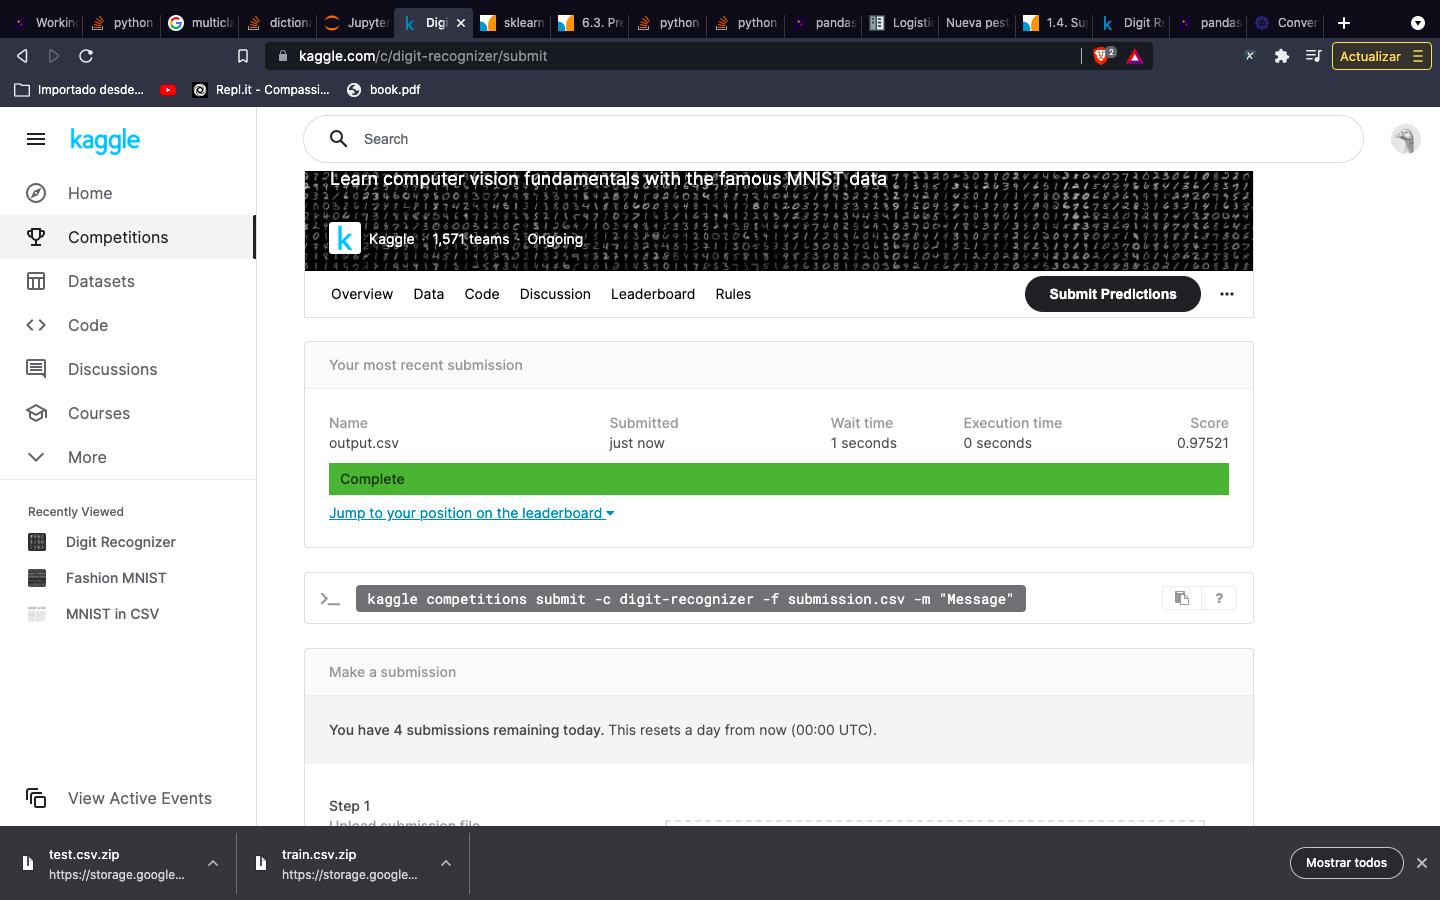 Workin
python
multicla
dictiona
Jupyter
Digi
sklearn
6.3. Pre
python
python
pandas
Logisti
Nueva pest
1.4. Su
Digit Re
pandas
Conver
kaggle.com/c/digit-recognizer/submit
2
Actualizar
Importado desde...
Repl.it - Compassi...
book.pdf
kaggle
Search
Home
Competitions
Datasets
Code
Discussions
Courses
More
Recently Viewed
Digit Recognizer
Fashion MNIST
MNIST in CSV
View Active Events
Learn computer vision fundamentals with the famous MNIST data
k
Kaggle · 1,571 teams · Ongoing
Overview Data Code Discussion Leaderboard Rules
Submit Predictions
Your most recent submission
Name Submitted Wait time Execution time Score
output.csv just now 1 seconds 0 seconds 0.97521
Complete
Jump to your position on the leaderboard
kaggle competitions submit -c digit-recognizer -f submission.csv -m "Message"
?
Make a submission
You have 4 submissions remaining today. This resets a day from now (00:00 UTC).
Step 1
Upload submission file
test.csv.zip
https://storage.google...
train.csv.zip
https://storage.google...
Mostrar todos